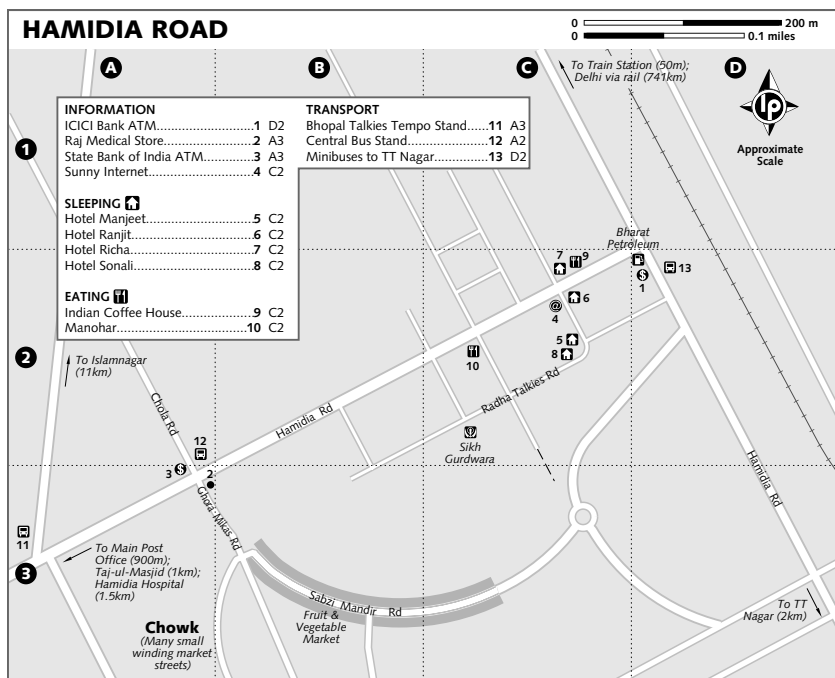 HAMIDIA ROAD
0 200 m
0 0.1 miles
A B C D
To Train Station (50m);
Delhi via rail (741km)
lp
Approximate
Scale
1
INFORMATION
ICICI Bank ATM..............................1 D2
Raj Medical Store..........................2 A3
State Bank of India ATM................3 A3
Sunny Internet..............................4 C2
SLEEPING
Hotel Manjeet...............................5 C2
Hotel Ranjit..................................6 C2
Hotel Richa...................................7 C2
Hotel Sonali..................................8 C2
EATING
Indian Coffee House......................9 C2
Manohar.....................................10 C2
TRANSPORT
Bhopal Talkies Tempo Stand.....11 A3
Central Bus Stand.....................12 A2
Minibuses to TT Nagar..............13 D2
Bharat
Petroleum
7 9
13
1
6
4
5
8
10
2
To Islamnagar
(11km)
Chola Rd
Hamidia Rd
Radha Talkies Rd
Sikh
Gurdwara
12
3
2
Ghora Nikas Rd
Hamidia Rd
11
3
To Main Post
Office (900m);
Taj-ul-Masjid (1km);
Hamidia Hospital
(1.5km)
Sabzi Mandir Rd
Fruit &
Vegetable
Market
Chowk
(Many small
winding market
streets)
To TT
Nagar (2km)